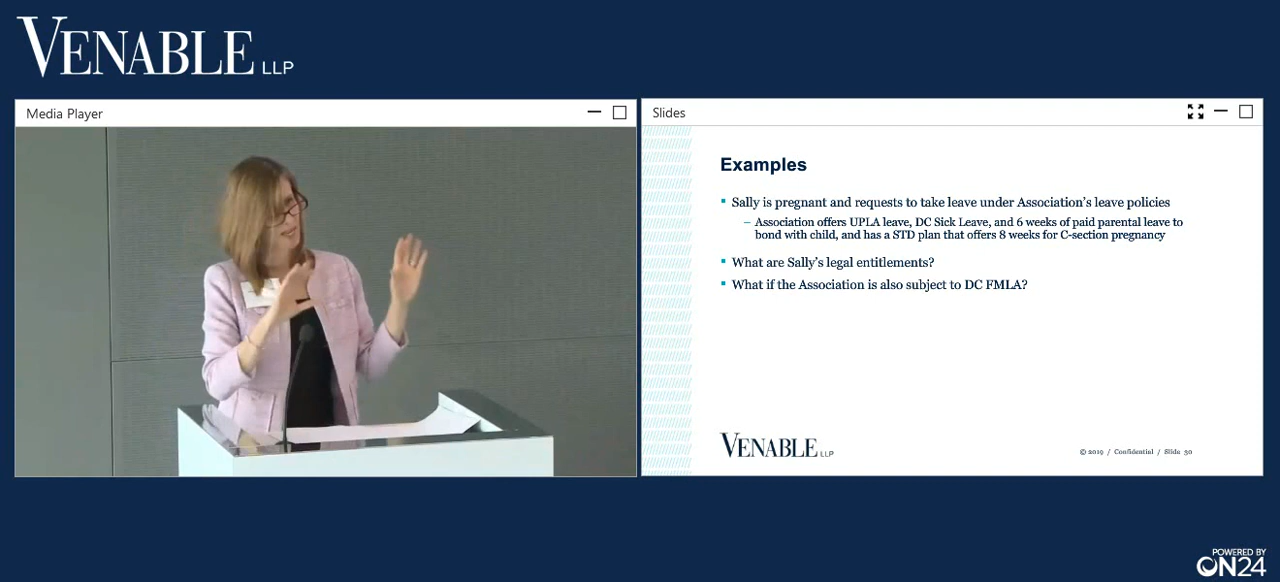 VENABLE LLP
Media Player
Slides
Examples
Sally is pregnant and requests to take leave under Association's leave policies
– Association offers UPLA leave, DC Sick Leave, and 6 weeks of paid parental leave to
bond with child, and has a STD plan that offers 8 weeks for C-section pregnancy
What are Sally's legal entitlements?
What if the Association is also subject to DC FMLA?
VENABLE LLP
© 2019 / Confidential / Slide 30
POWERED BY
ON24